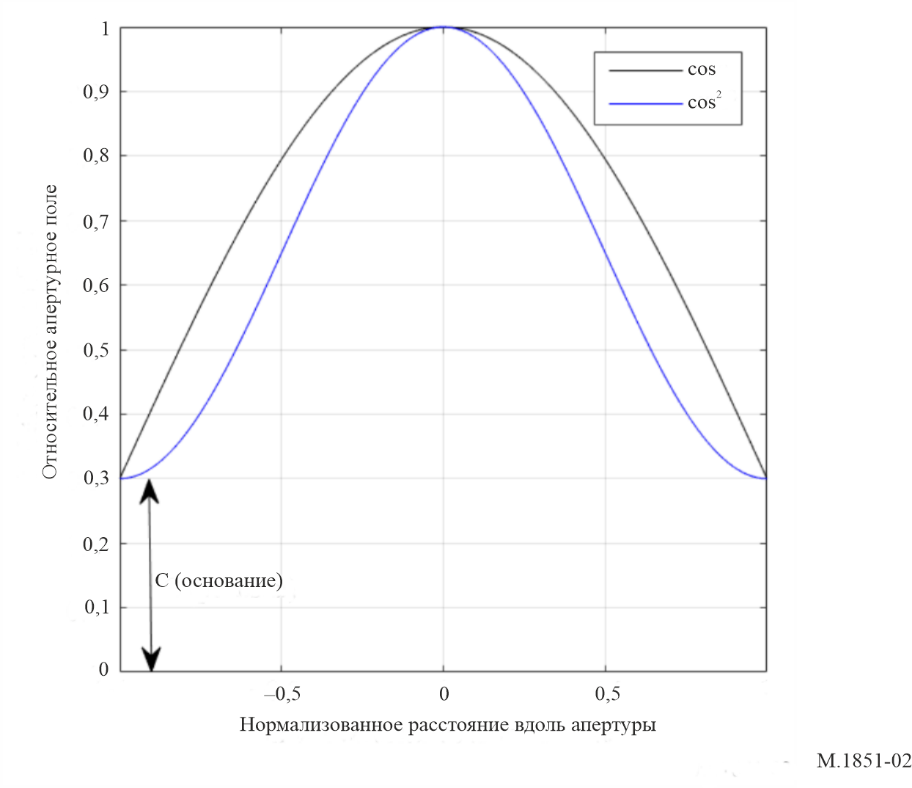 1
0,9
0,8
0,7
0,6
0,5
0,4
0,3
0,2
0,1
0
Относительное апертурное поле
cos
cos²
С (основание)
–0,5
0
0,5
Нормализованное расстояние вдоль апертуры
M.1851-02